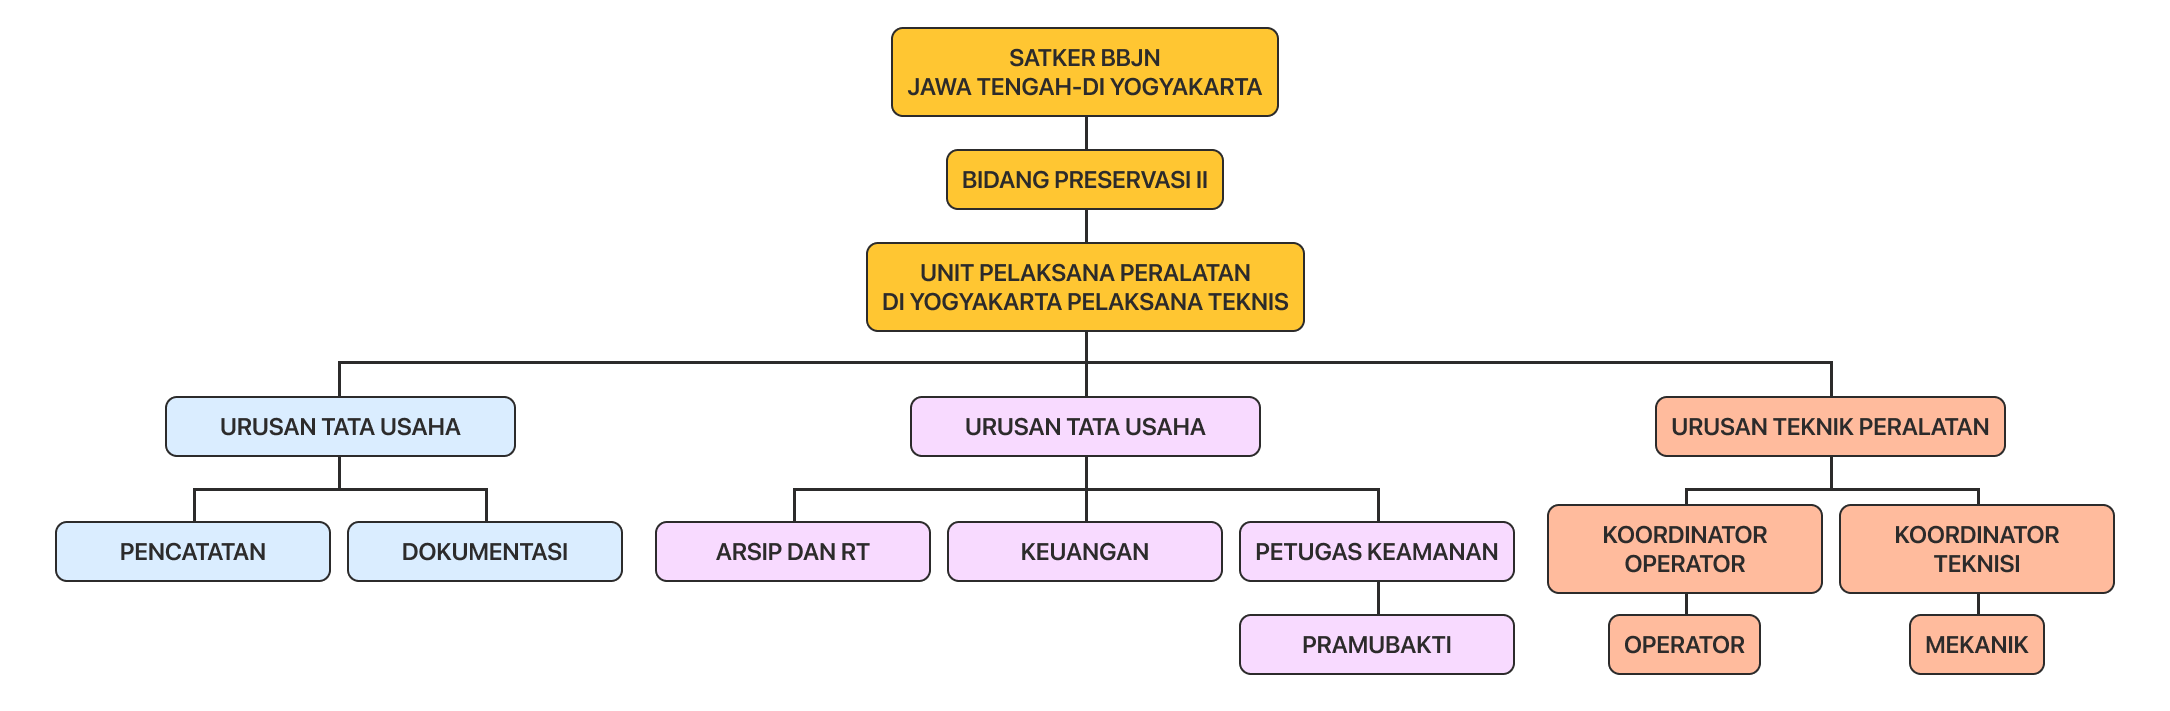 SATKER BBJN
JAWA TENGAH-DI YOGYAKARTA
BIDANG PRESERVASI II
UNIT PELAKSANA PERALATAN
DI YOGYAKARTA PELAKSANA TEKNIS
URUSAN TATA USAHA
URUSAN TATA USAHA
URUSAN TEKNIK PERALATAN
PENCATATAN
DOKUMENTASI
ARSIP DAN RT
KEUANGAN
PETUGAS KEAMANAN
KOORDINATOR
OPERATOR
KOORDINATOR
TEKNISI
PRAMUBAKTI
OPERATOR
MEKANIK